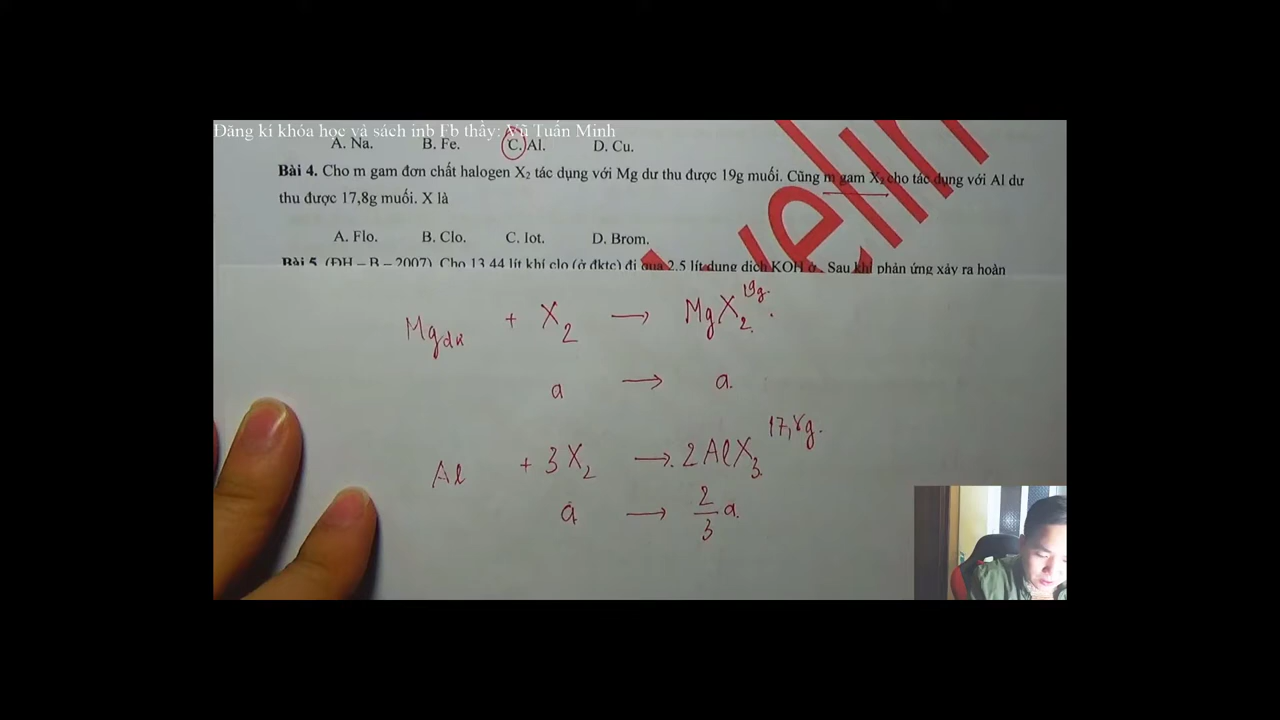 Đăng kí khóa học và sách inb Fb thầy: Vũ Tuấn Minh
A. Na. B. Fe. C. Al. D. Cu.
Bài 4. Cho m gam đơn chất halogen X₂ tác dụng với Mg dư thu được 19g muối. Cũng m gam X₂ cho tác dụng với Al dư
thu được 17,8g muối. X là
A. Flo. B. Clo. C. Iot. D. Brom.
Bài 5. (ĐH – B – 2007). Cho 13,44 lít khí clo (ở đktc) đi qua 2,5 lít dung dịch KOH ở . Sau khi phản ứng xảy ra hoàn
19g.
Mg dư + X₂ → MgX₂.
a → a.
17,8g.
Al + 3X₂ → 2AlX₃
a → 2/3 a.